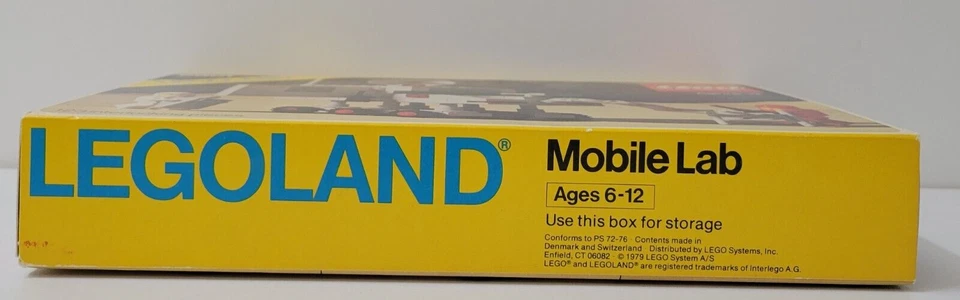 LEGOLAND®
Mobile Lab
Ages 6-12
Use this box for storage
Conforms to PS 72-76 · Contents made in
Denmark and Switzerland · Distributed by LEGO Systems, Inc.
Enfield, CT 06082 · © 1979 LEGO System A/S
LEGO® and LEGOLAND® are registered trademarks of Interlego A.G.